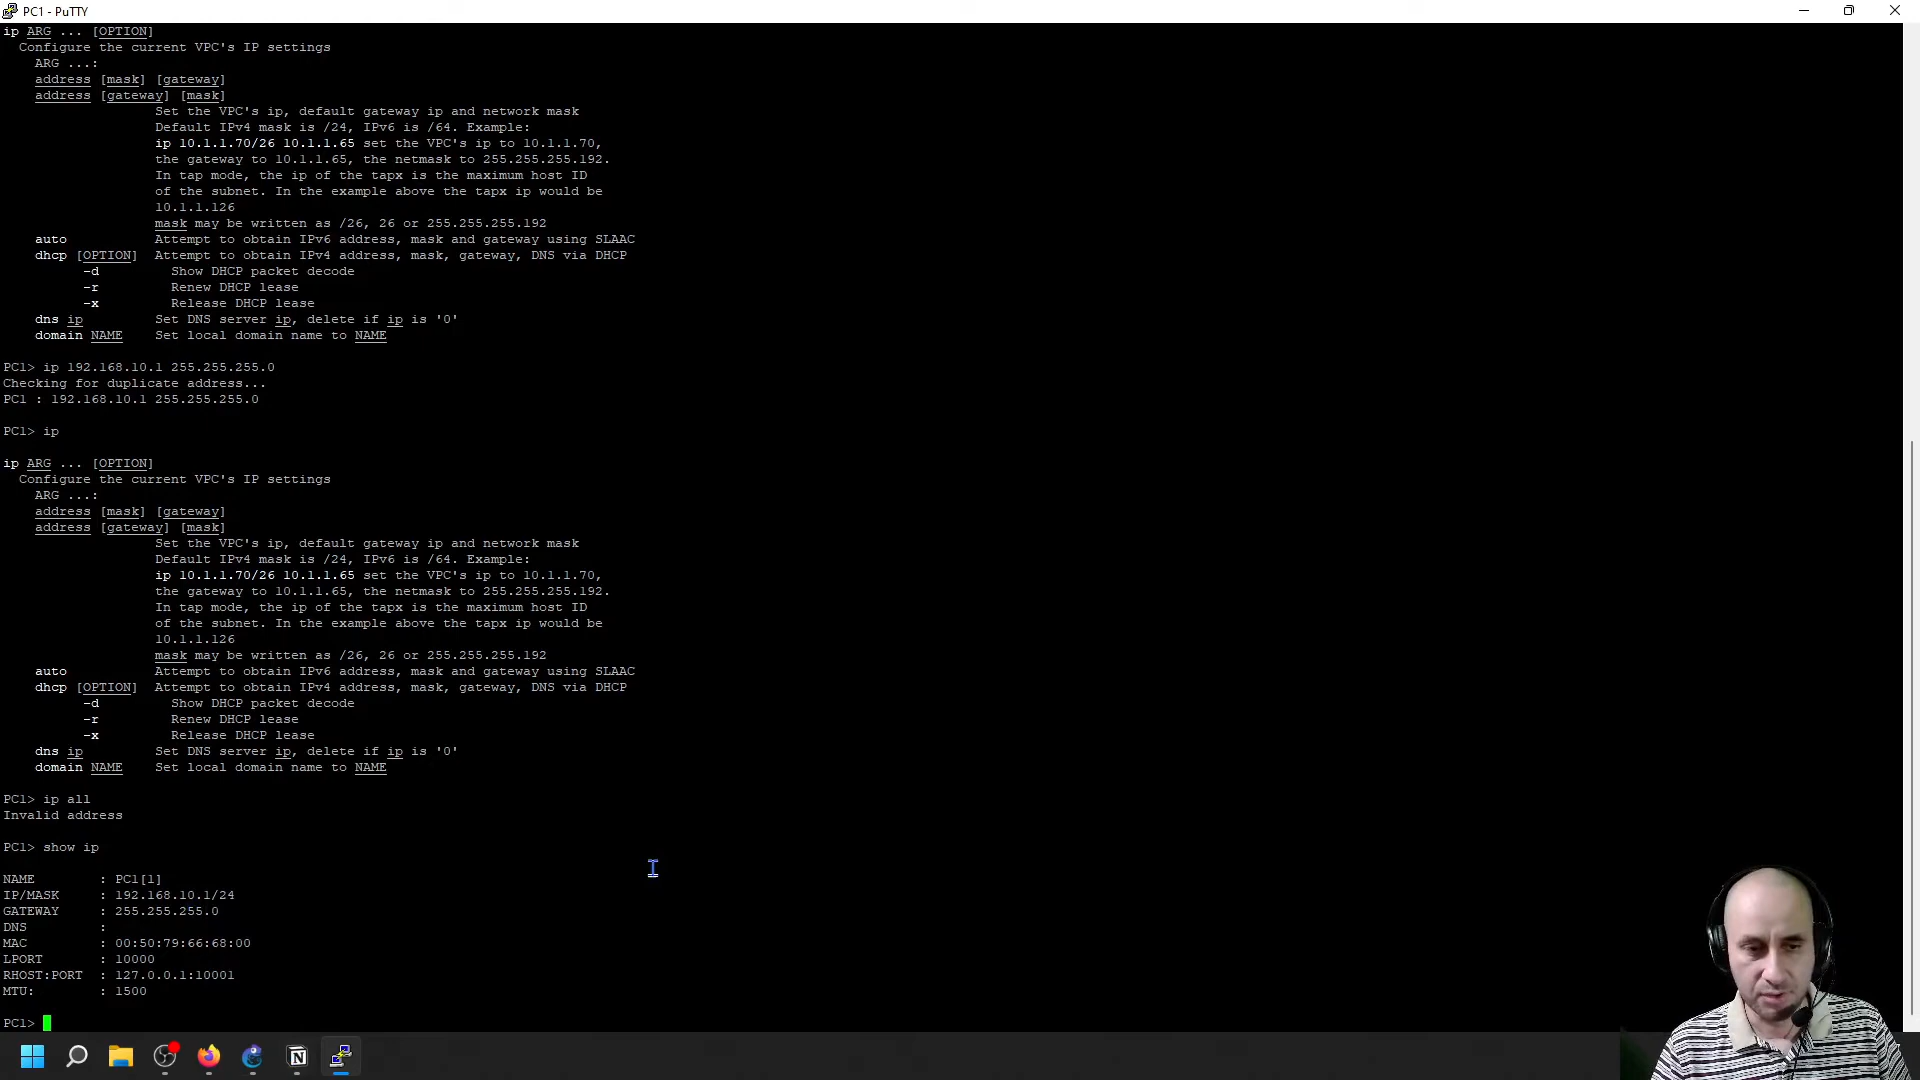 PC1 - PuTTY
ip ARG ... [OPTION]
Configure the current VPC's IP settings
ARG ...:
address [mask] [gateway]
address [gateway] [mask]
Set the VPC's ip, default gateway ip and network mask
Default IPv4 mask is /24, IPv6 is /64. Example:
ip 10.1.1.70/26 10.1.1.65 set the VPC's ip to 10.1.1.70,
the gateway to 10.1.1.65, the netmask to 255.255.255.192.
In tap mode, the ip of the tapx is the maximum host ID
of the subnet. In the example above the tapx ip would be
10.1.1.126
mask may be written as /26, 26 or 255.255.255.192
auto Attempt to obtain IPv6 address, mask and gateway using SLAAC
dhcp [OPTION] Attempt to obtain IPv4 address, mask, gateway, DNS via DHCP
-d Show DHCP packet decode
-r Renew DHCP lease
-x Release DHCP lease
dns ip Set DNS server ip, delete if ip is '0'
domain NAME Set local domain name to NAME
PC1> ip 192.168.10.1 255.255.255.0
Checking for duplicate address...
PC1 : 192.168.10.1 255.255.255.0
PC1> ip
ip ARG ... [OPTION]
Configure the current VPC's IP settings
ARG ...:
address [mask] [gateway]
address [gateway] [mask]
Set the VPC's ip, default gateway ip and network mask
Default IPv4 mask is /24, IPv6 is /64. Example:
ip 10.1.1.70/26 10.1.1.65 set the VPC's ip to 10.1.1.70,
the gateway to 10.1.1.65, the netmask to 255.255.255.192.
In tap mode, the ip of the tapx is the maximum host ID
of the subnet. In the example above the tapx ip would be
10.1.1.126
mask may be written as /26, 26 or 255.255.255.192
auto Attempt to obtain IPv6 address, mask and gateway using SLAAC
dhcp [OPTION] Attempt to obtain IPv4 address, mask, gateway, DNS via DHCP
-d Show DHCP packet decode
-r Renew DHCP lease
-x Release DHCP lease
dns ip Set DNS server ip, delete if ip is '0'
domain NAME Set local domain name to NAME
PC1> ip all
Invalid address
PC1> show ip
NAME : PC1[1]
IP/MASK : 192.168.10.1/24
GATEWAY : 255.255.255.0
DNS :
MAC : 00:50:79:66:68:00
LPORT : 10000
RHOST:PORT : 127.0.0.1:10001
MTU: : 1500
PC1>